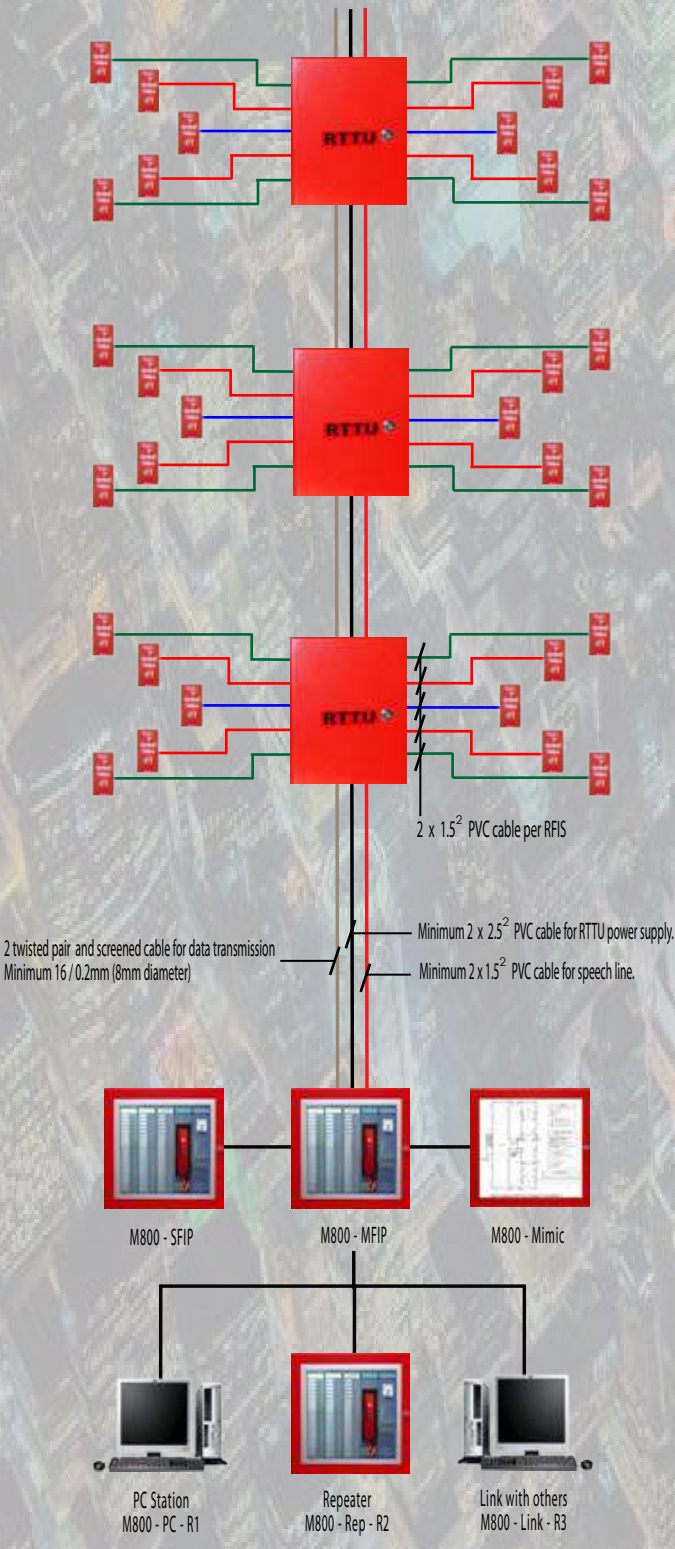 RTTU
RTTU
RTTU
2 x 1.5² PVC cable per RFIS
Minimum 2 x 2.5² PVC cable for RTTU power supply.
2 twisted pair and screened cable for data transmission
Minimum 16 / 0.2mm (8mm diameter)
Minimum 2 x 1.5² PVC cable for speech line.
M800 - SFIP
M800 - MFIP
M800 - Mimic
PC Station
M800 - PC - R1
Repeater
M800 - Rep - R2
Link with others
M800 - Link - R3